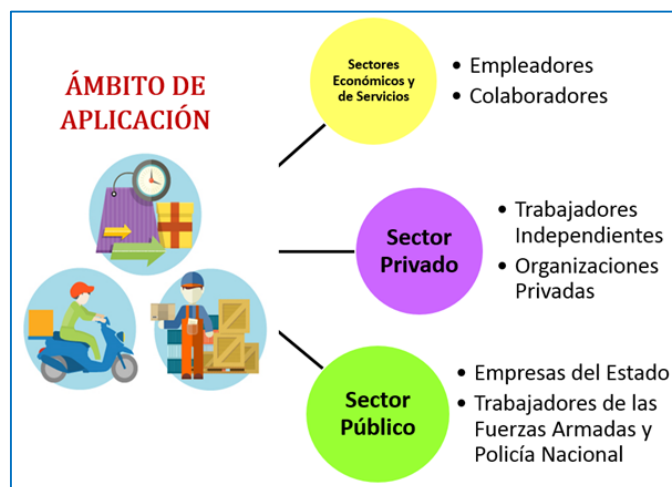 ÁMBITO DE
APLICACIÓN
Sectores
Económicos y
de Servicios
• Empleadores
• Colaboradores
Sector
Privado
• Trabajadores
Independientes
• Organizaciones
Privadas
Sector
Público
• Empresas del Estado
• Trabajadores de las
Fuerzas Armadas y
Policía Nacional